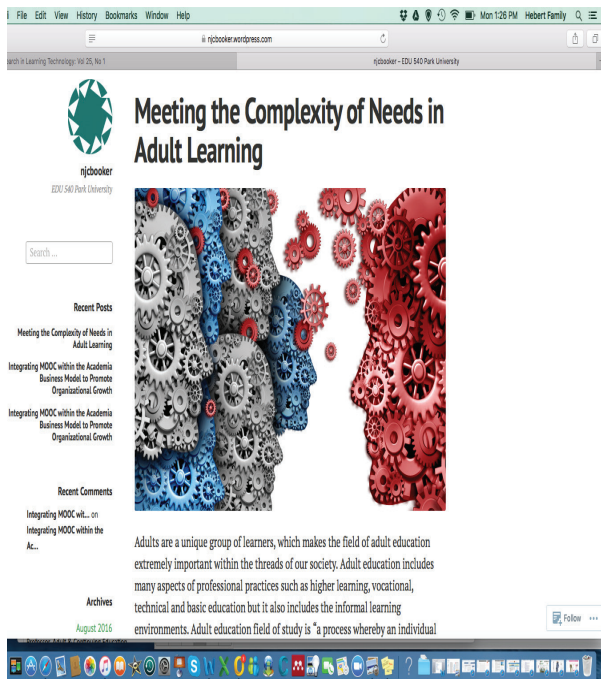 File Edit View History Bookmarks Window Help
Mon 1:26 PM Hebert Family
njcbooker.wordpress.com
earch in Learning Technology: Vol 25, No 1
njcbooker – EDU 540 Park University
njcbooker
EDU 540 Park University
Search ...
Recent Posts
Meeting the Complexity of Needs in
Adult Learning
Integrating MOOC within the Academia
Business Model to Promote
Organizational Growth
Integrating MOOC within the Academia
Business Model to Promote
Organizational Growth
Recent Comments
Integrating MOOC wit... on
Integrating MOOC within the
Ac...
Archives
August 2016
Meeting the Complexity of Needs in
Adult Learning
Adults are a unique group of learners, which makes the field of adult education
extremely important within the threads of our society. Adult education includes
many aspects of professional practices such as higher learning, vocational,
technical and basic education but it also includes the informal learning
environments. Adult education field of study is “a process whereby an individual
Follow